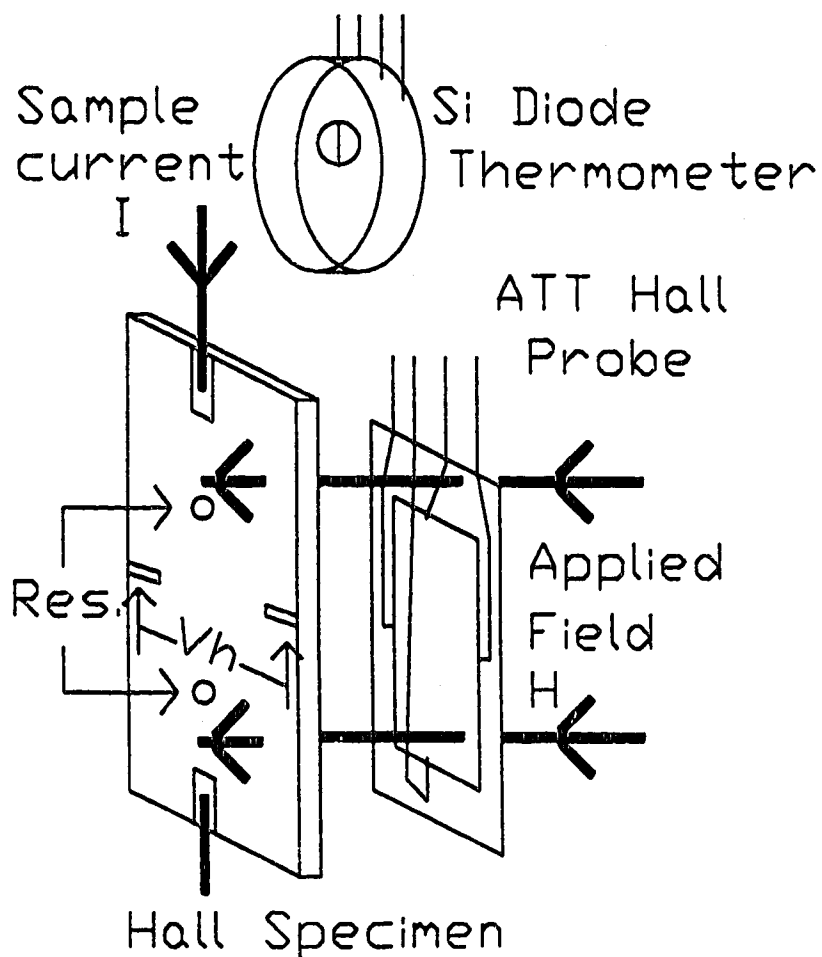 Sample
current
I
Si Diode
Thermometer
ATT Hall
Probe
Applied
Field
H
Res.
Vh
Hall Specimen